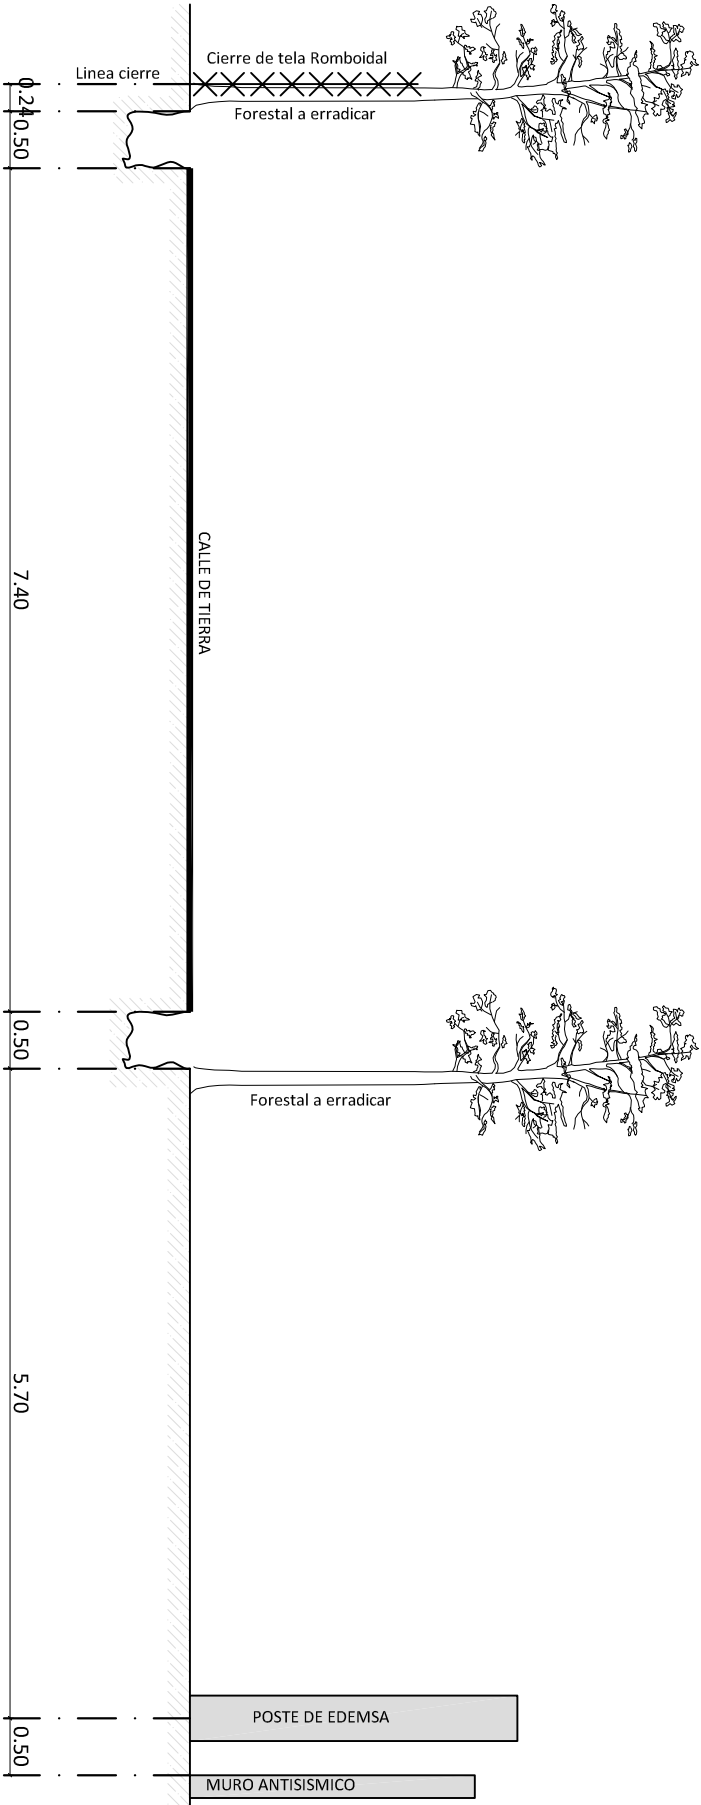 Cierre de tela Romboidal
Linea cierre
Forestal a erradicar
0.24
0.50
CALLE DE TIERRA
7.40
0.50
Forestal a erradicar
5.70
POSTE DE EDEMSA
0.50
MURO ANTISISMICO